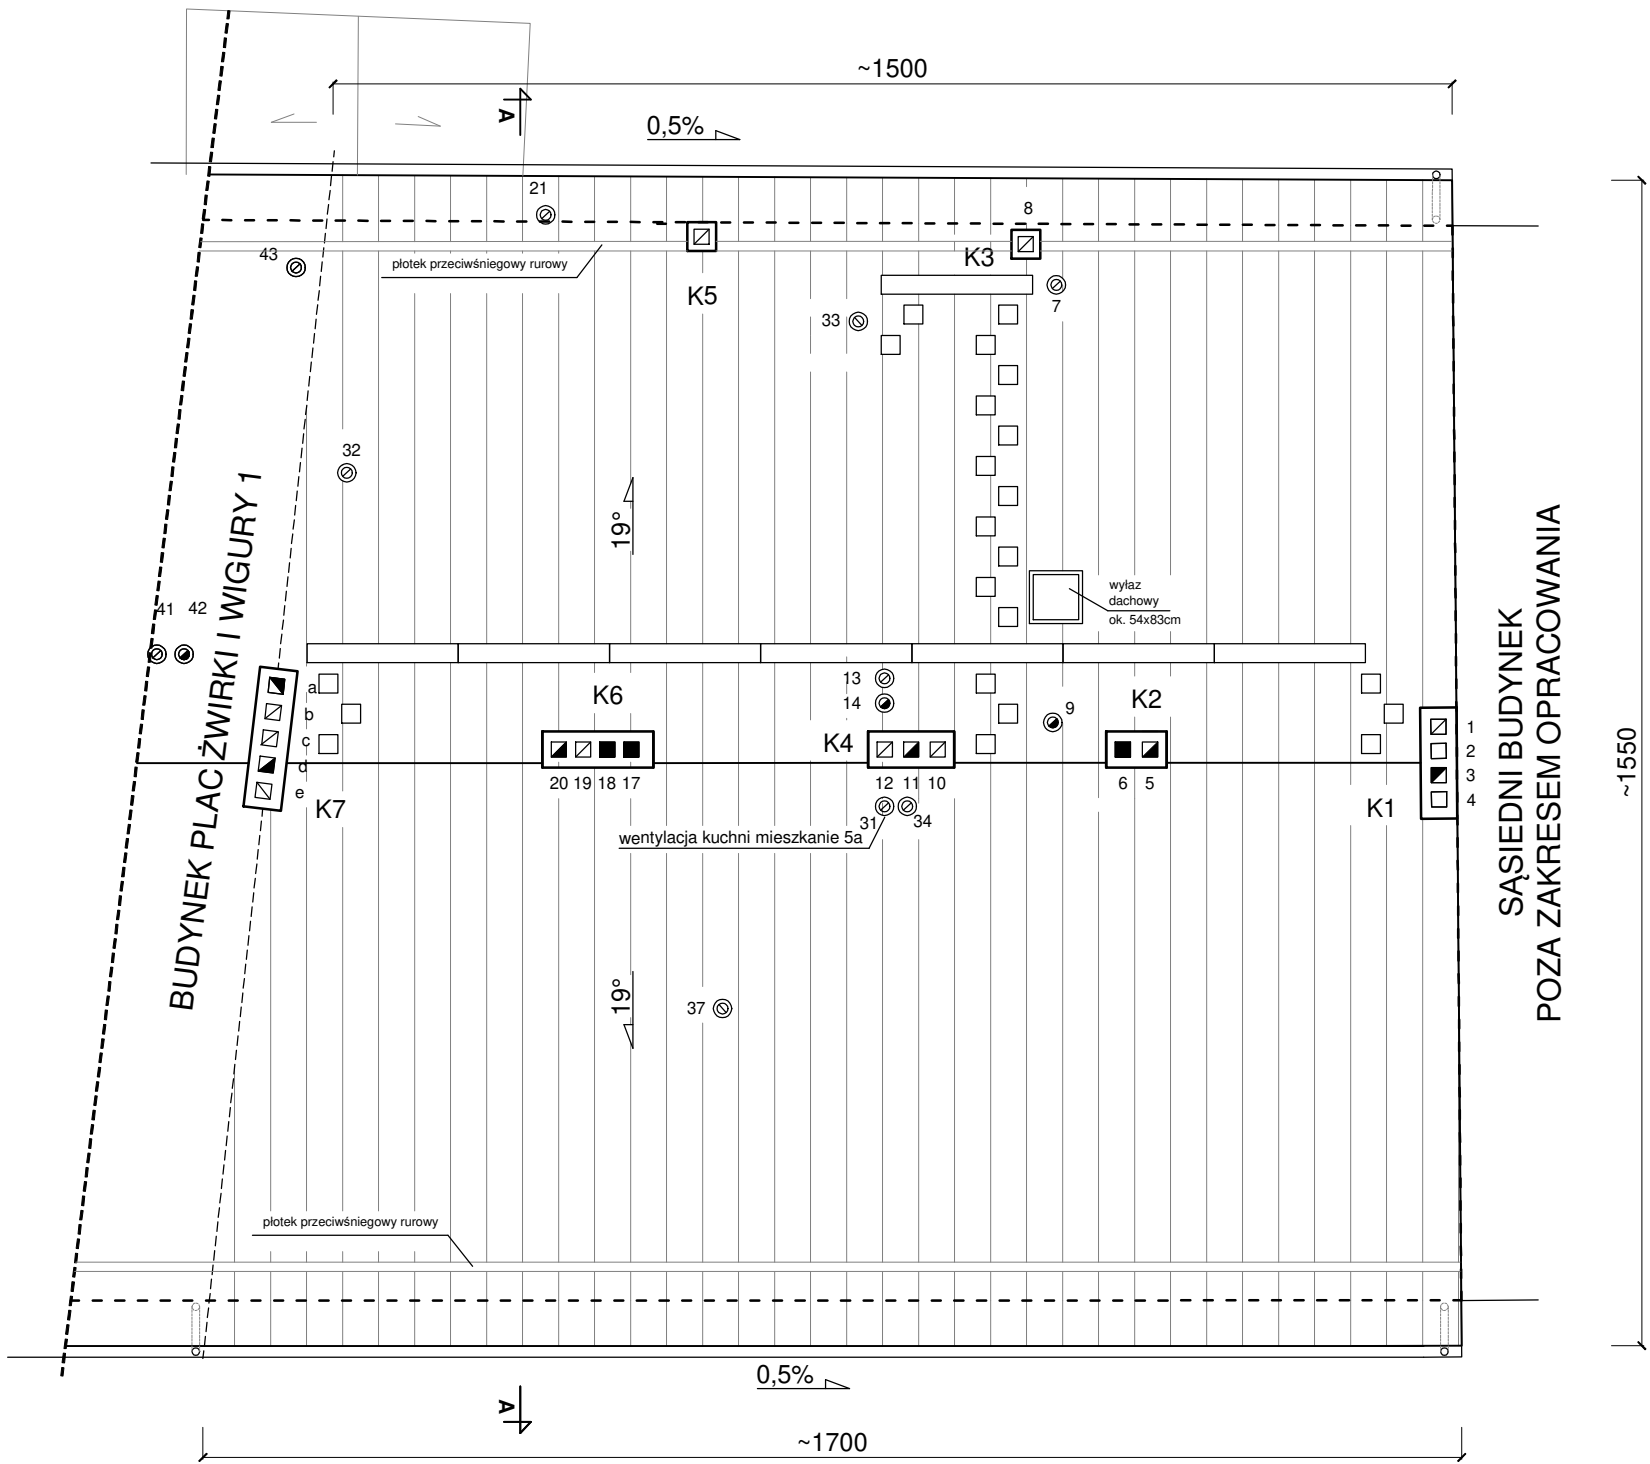 ~1500
A
0,5%
21
8
43
płotek przeciwśniegowy rurowy
K3
K5
7
33
32
19°
41
42
wyłaz
dachowy
ok. 54x83cm
BUDYNEK PLAC ŻWIRKI I WIGURY 1
SĄSIEDNI BUDYNEK
POZA ZAKRESEM OPRACOWANIA
~1550
13
14
9
K6
K2
K4
a
b
c
d
e
K7
20
19
18
17
12
11
10
6
5
1
2
3
4
K1
31
34
wentylacja kuchni mieszkanie 5a
19°
37
płotek przeciwśniegowy rurowy
0,5%
A
~1700